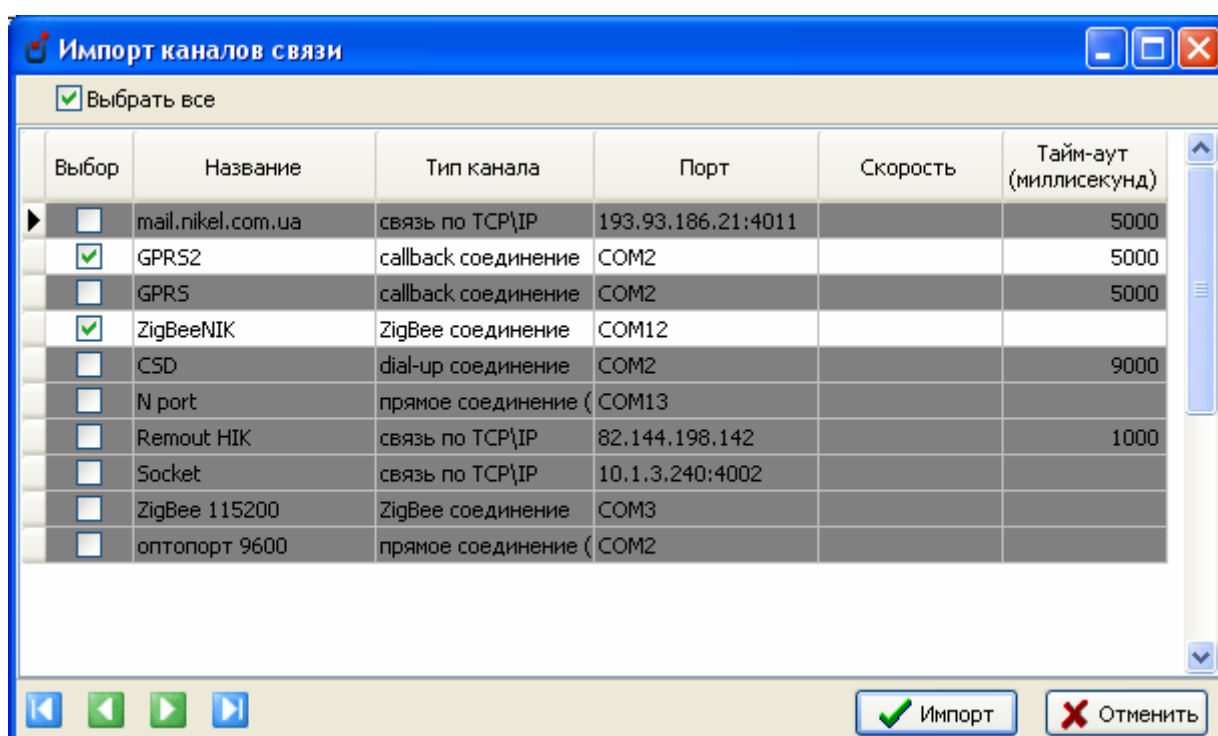 Импорт каналов связи
Выбрать все
Выбор Название Тип канала Порт Скорость Тайм-аут (миллисекунд)
mail.nikel.com.ua связь по TCP\IP 193.93.186.21:4011 5000
GPRS2 callback соединение COM2 5000
GPRS callback соединение COM2 5000
ZigBeeNIK ZigBee соединение COM12
CSD dial-up соединение COM2 9000
N port прямое соединение ( COM13
Remout НІК связь по TCP\IP 82.144.198.142 1000
Socket связь по TCP\IP 10.1.3.240:4002
ZigBee 115200 ZigBee соединение COM3
оптопорт 9600 прямое соединение ( COM2
Импорт Отменить